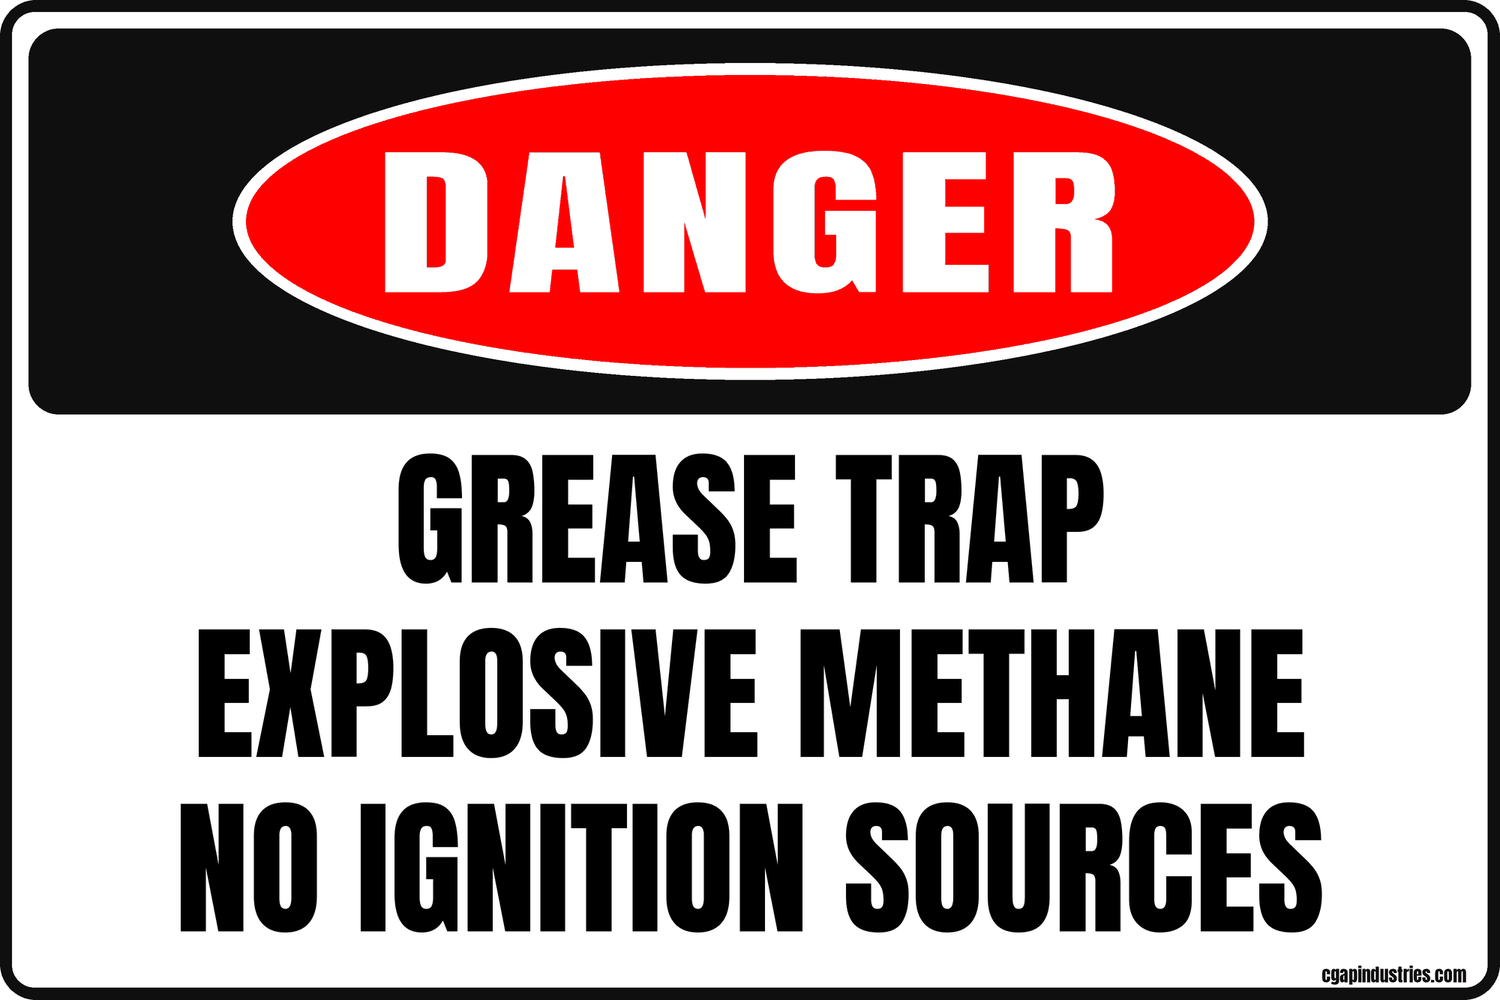 DANGER
GREASE TRAP
EXPLOSIVE METHANE
NO IGNITION SOURCES
cgapindustries.com